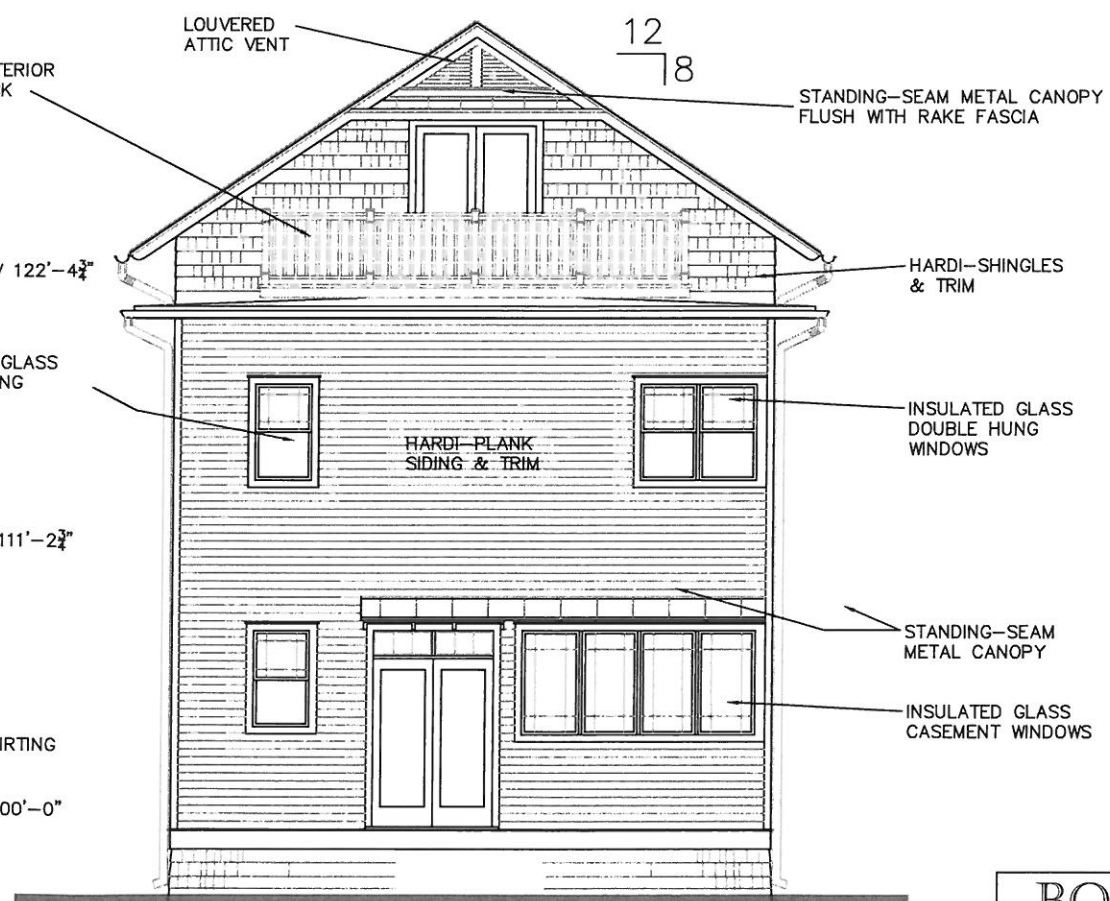 LOUVERED
ATTIC VENT
12
8
TERIOR
K
STANDING-SEAM METAL CANOPY
FLUSH WITH RAKE FASCIA
122'-4¾"
HARDI-SHINGLES
& TRIM
GLASS
NG
INSULATED GLASS
DOUBLE HUNG
WINDOWS
HARDI-PLANK
SIDING & TRIM
111'-2¾"
STANDING-SEAM
METAL CANOPY
INSULATED GLASS
CASEMENT WINDOWS
IRTING
00'-0"
BO